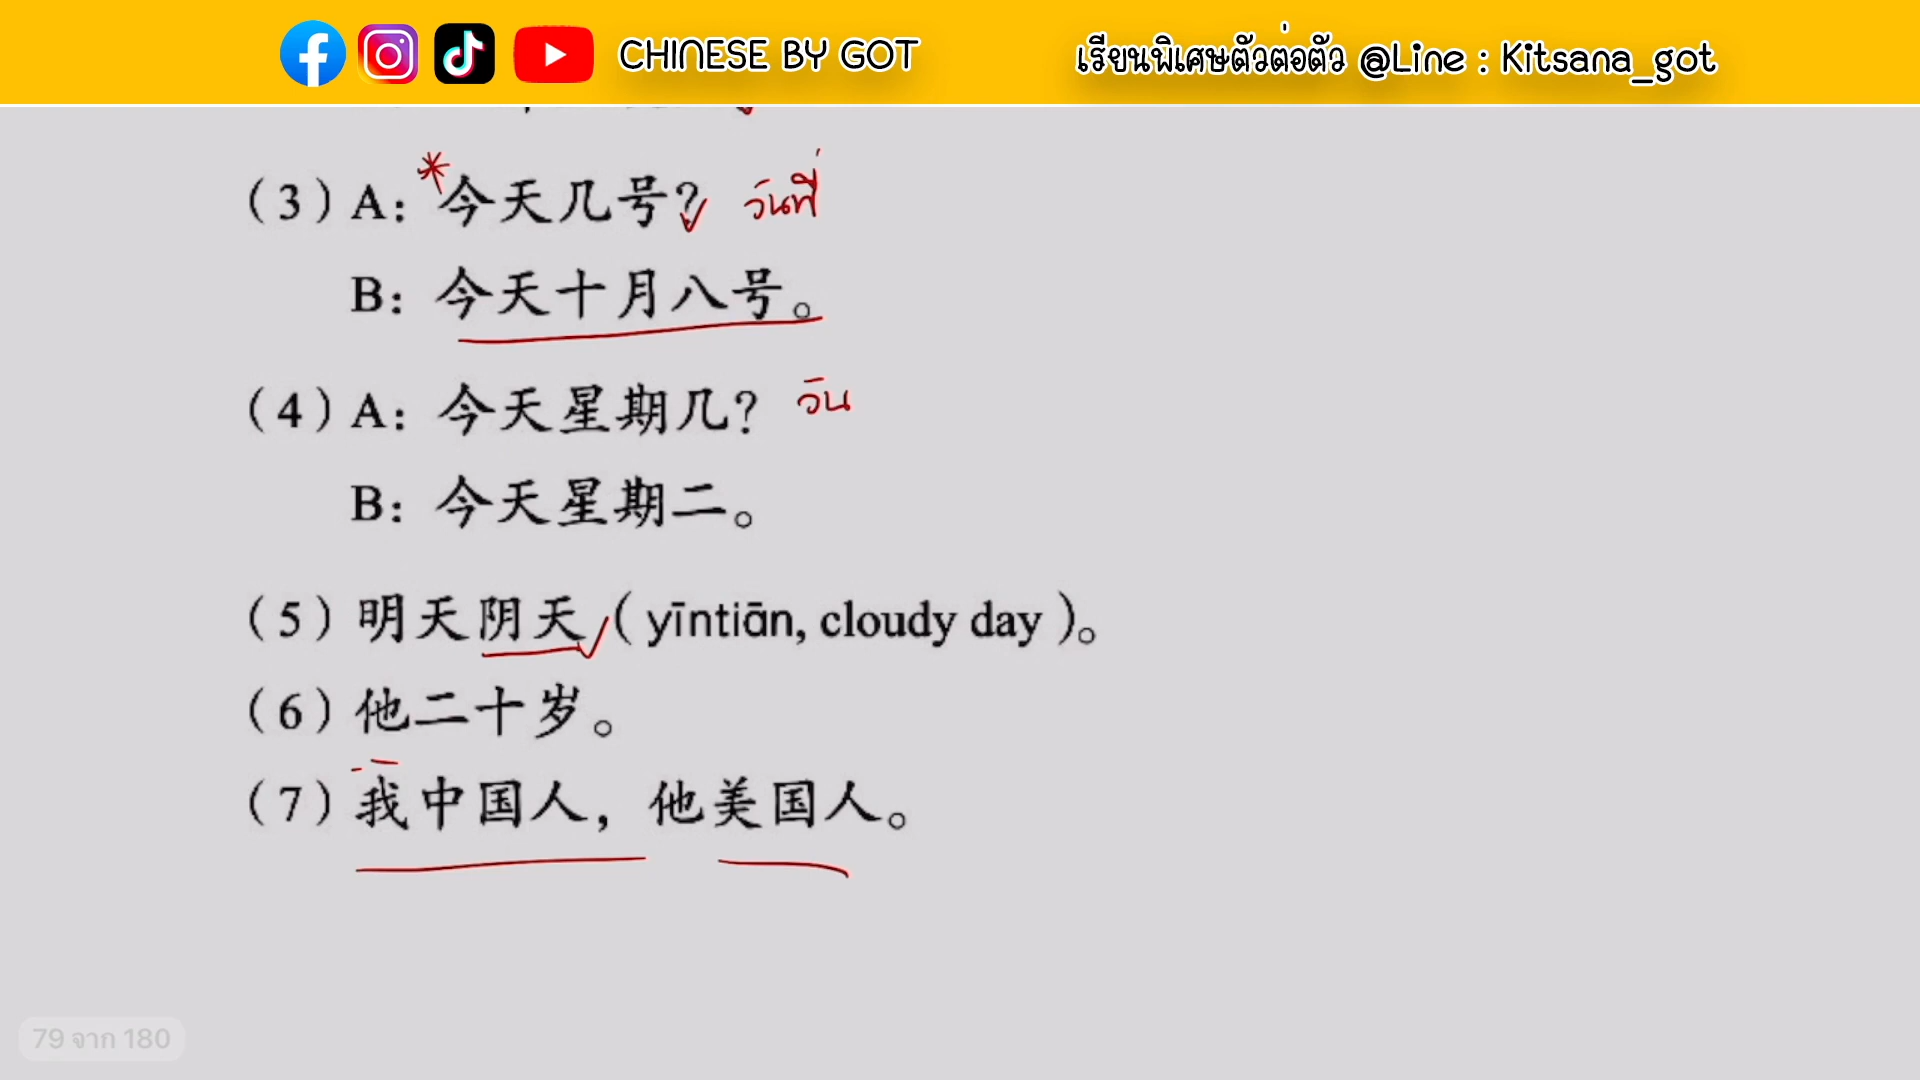 CHINESE BY GOT
เรียนพิเศษตัวต่อตัว @Line : Kitsana_got
(3) A: *今天几号? วันที่
B: 今天十月八号。
(4) A: 今天星期几? วัน
B: 今天星期二。
(5) 明天阴天 (yīntiān, cloudy day)。
(6) 他二十岁。
(7) 我中国人，他美国人。
79 จาก 180